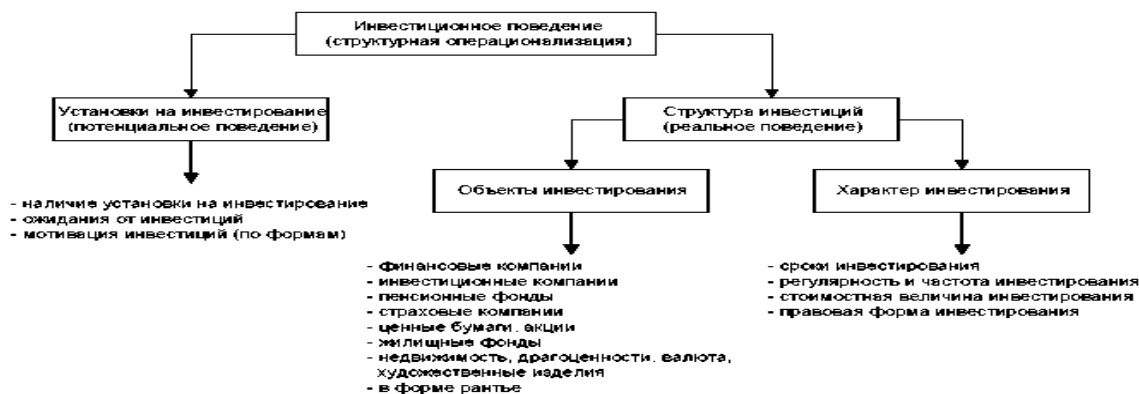 Инвестиционное поведение
(структурная операционализация)
Установки на инвестирование
(потенциальное поведение)
- наличие установки на инвестирование
- ожидания от инвестиций
- мотивация инвестиций (по формам)
Структура инвестиций
(реальное поведение)
Объекты инвестирования
- финансовые компании
- инвестиционные компании
- пенсионные фонды
- страховые компании
- ценные бумаги. акции
- жилищные фонды
- недвижимость, драгоценности. валюта,
художественные изделия
- в форме рантье
Характер инвестирования
- сроки инвестирования
- регулярность и частота инвестирования
- стоимостная величина инвестирования
- правовая форма инвестирования